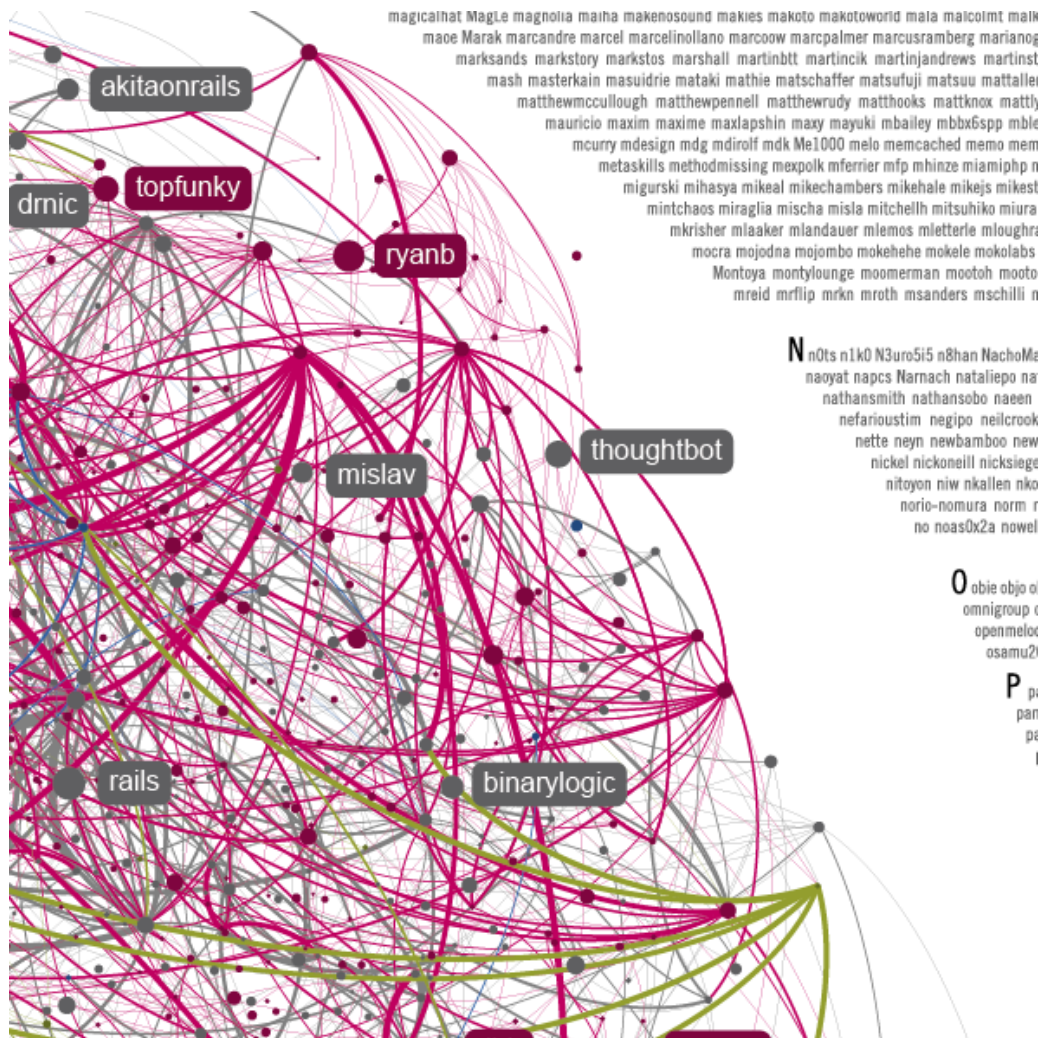 magicalhat MagLe magnolia maiha makenosound makies makoto makotoworld mala malcolmt
maoe Marak marcandre marcel marcelinollano marcoow marcpalmer marcusramberg
marksands markstory markstos marshall martinbtt martincik martinjandrews
mash masterkain masuidrie mataki mathie matschaffer matsufuji matsuu
matthewmccullough matthewpennell matthewrudy matthooks mattknox
mauricio maxim maxime maxlapshin maxy mayuki mbailey mbbx6spp
mcurry mdesign mdg mdirolf mdk Me1000 melo memcached memo
metaskills methodmissing mexpolk mferrier mfp mhinze miamiphp
migurski mihasya mikeal mikechambers mikehale mikejs
mintchaos miraglia mischa misla mitchellh mitsuhiko
mkrisher mlaaker mlandauer mlemos mletterle
mocra mojodna mojombo mokehehe mokele mokolabs
Montoya montylounge moomerman mootoh
mreid mrflip mrkn mroth msanders mschilli
N n0ts n1k0 N3uro5i5 n8han
naoyat napcs Narnach nataliepo
nathansmith nathansobo naeen
nefarioustim negipo
nette neyn newbamboo
nickel nickoneill
nitoyon niw nkallen
norio-nomura norm
no noas0x2a
O obie objo
omnigroup
P
akitaonrails
topfunky
drnic
ryanb
thoughtbot
mislav
rails
binarylogic